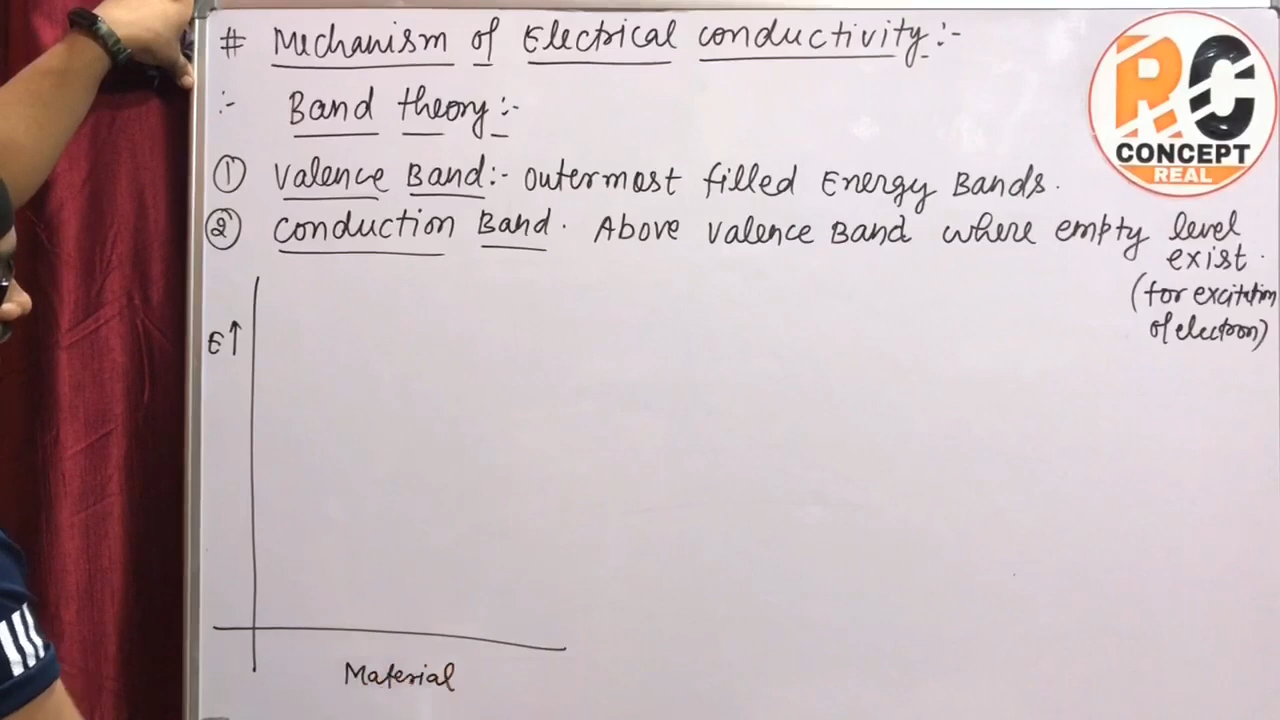 # Mechanism of Electrical conductivity :-
:- Band theory :-
① Valence Band :- Outermost filled Energy Bands.
② Conduction Band. Above Valence Band where empty level
exist.
(for excitation
of electron)
E↑
Material
RC
CONCEPT
REAL